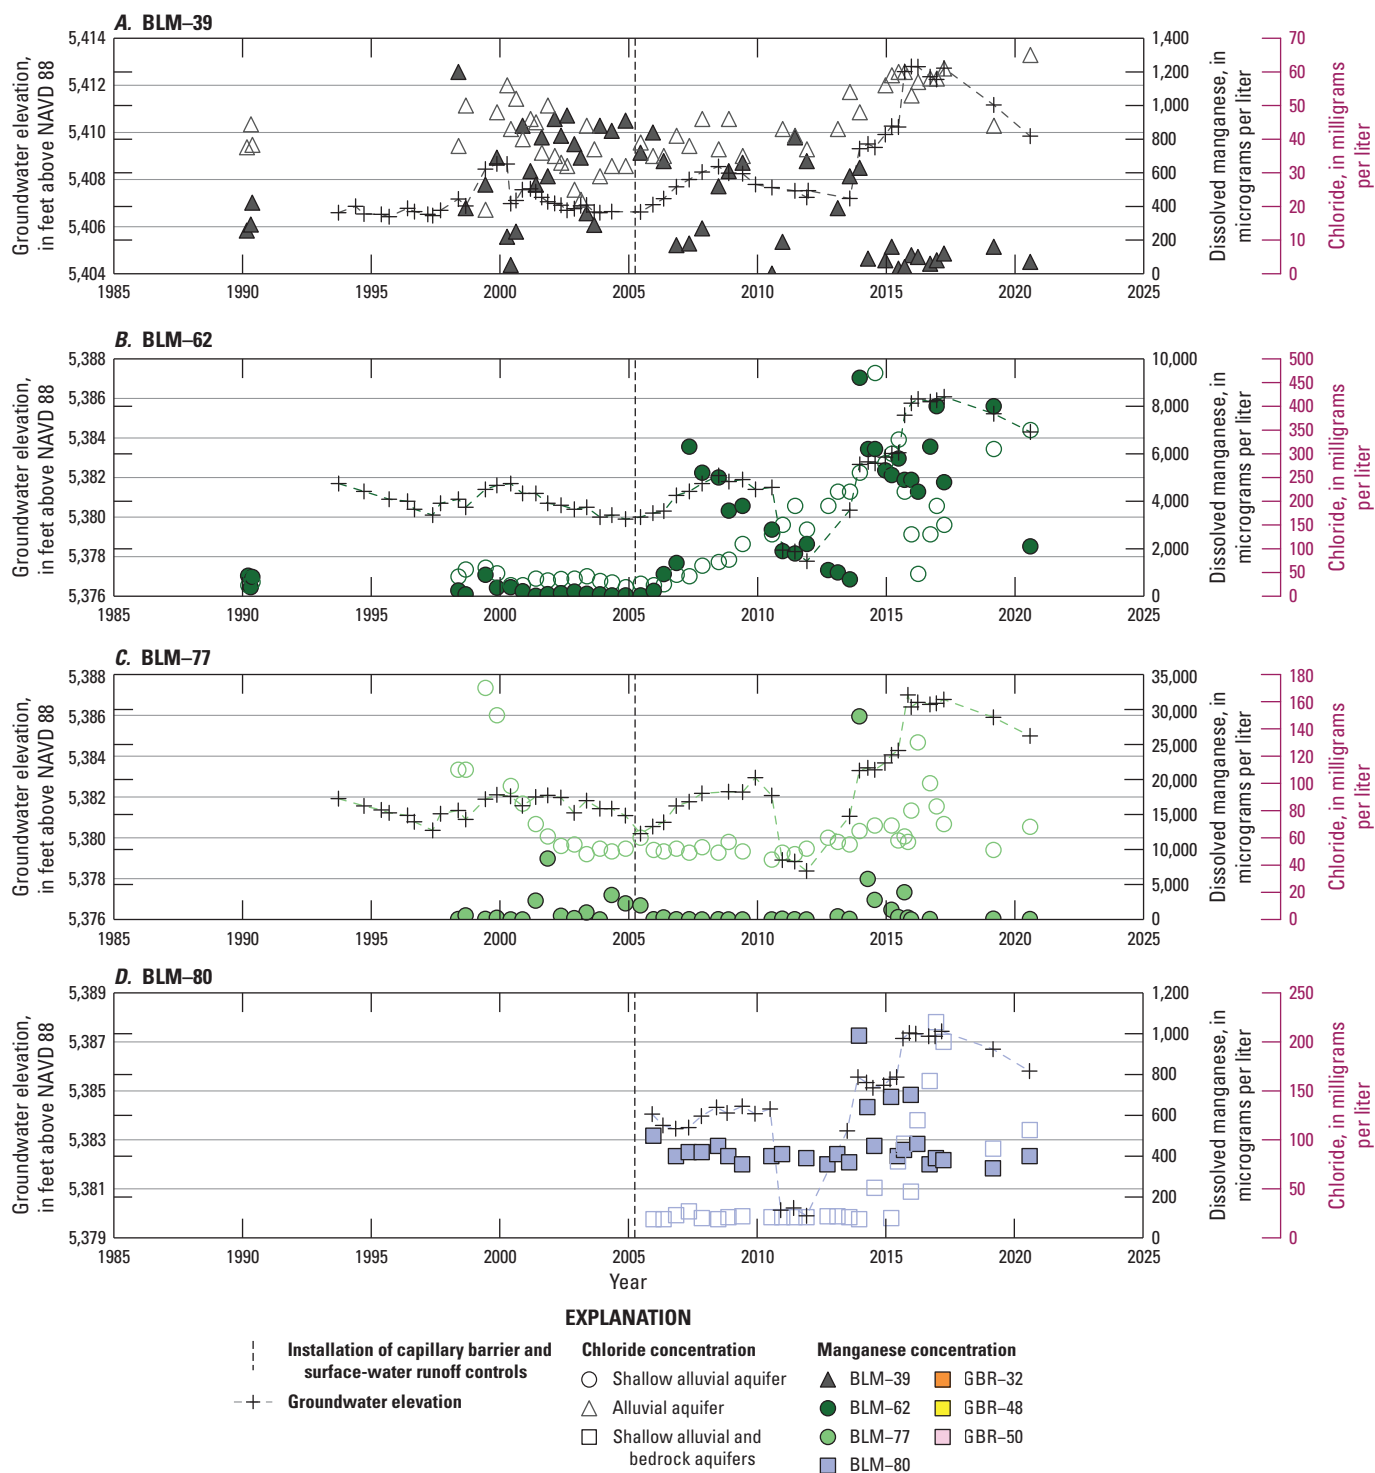 A. BLM–39
Groundwater elevation,
in feet above NAVD 88
5,414
5,412
5,410
5,408
5,406
5,404
1,400
1,200
1,000
800
600
400
200
0
Dissolved manganese, in
micrograms per liter
70
60
50
40
30
20
10
0
Chloride, in milligrams
per liter
1985 1990 1995 2000 2005 2010 2015 2020 2025
B. BLM–62
Groundwater elevation,
in feet above NAVD 88
5,388
5,386
5,384
5,382
5,380
5,378
5,376
10,000
8,000
6,000
4,000
2,000
0
Dissolved manganese, in
micrograms per liter
500
450
400
350
300
250
200
150
100
50
0
Chloride, in milligrams
per liter
1985 1990 1995 2000 2005 2010 2015 2020 2025
C. BLM–77
Groundwater elevation,
in feet above NAVD 88
5,388
5,386
5,384
5,382
5,380
5,378
5,376
35,000
30,000
25,000
20,000
15,000
10,000
5,000
0
Dissolved manganese, in
micrograms per liter
180
160
140
120
100
80
60
40
20
0
Chloride, in milligrams
per liter
1985 1990 1995 2000 2005 2010 2015 2020 2025
D. BLM–80
Groundwater elevation,
in feet above NAVD 88
5,389
5,387
5,385
5,383
5,381
5,379
1,200
1,000
800
600
400
200
0
Dissolved manganese, in
micrograms per liter
250
200
150
100
50
0
Chloride, in milligrams
per liter
1985 1990 1995 2000 2005 2010 2015 2020 2025
Year
EXPLANATION
Installation of capillary barrier and
surface-water runoff controls
Groundwater elevation
Chloride concentration
Shallow alluvial aquifer
Alluvial aquifer
Shallow alluvial and
bedrock aquifers
Manganese concentration
BLM–39
BLM–62
BLM–77
BLM–80
GBR–32
GBR–48
GBR–50